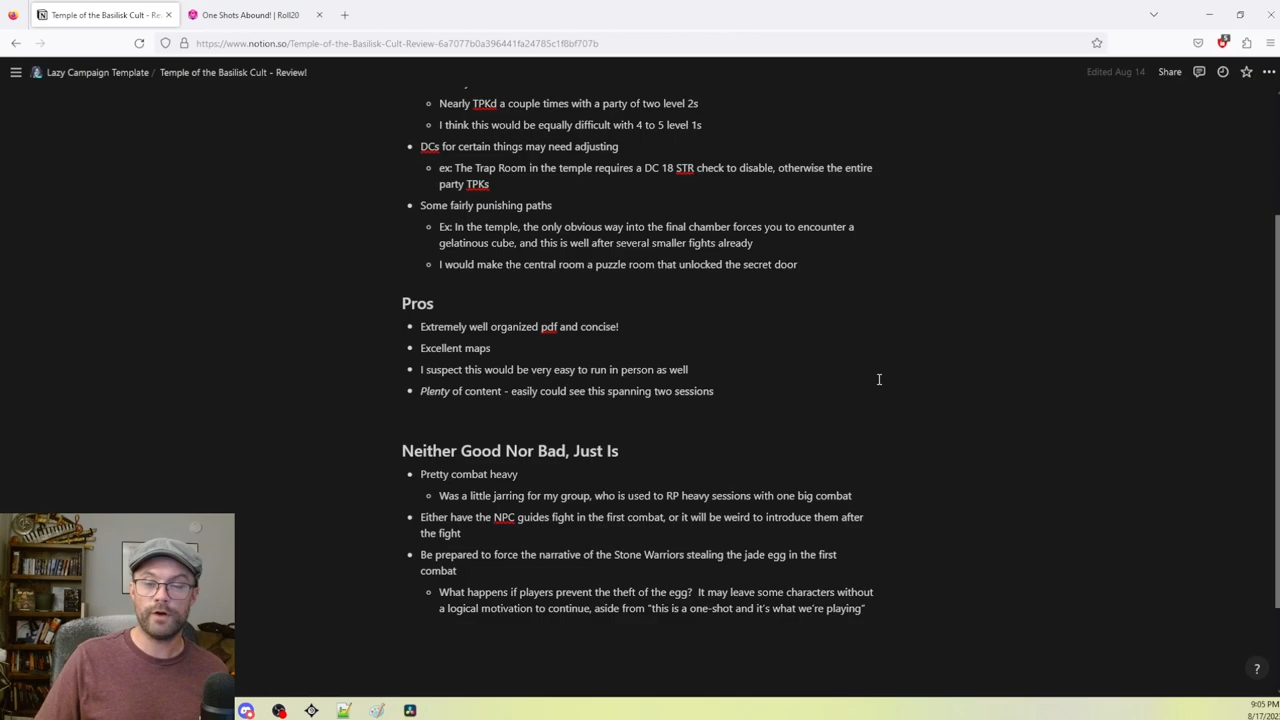 Temple of the Basilisk Cult - Re
One Shots Abound! | Roll20
https://www.notion.so/Temple-of-the-Basilisk-Cult-Review-6a7077b0a396441fa24785c1f8bf707b
Lazy Campaign Template / Temple of the Basilisk Cult - Review!
Edited Aug 14
Share
Nearly TPKd a couple times with a party of two level 2s
I think this would be equally difficult with 4 to 5 level 1s
DCs for certain things may need adjusting
ex: The Trap Room in the temple requires a DC 18 STR check to disable, otherwise the entire
party TPKs
Some fairly punishing paths
Ex: In the temple, the only obvious way into the final chamber forces you to encounter a
gelatinous cube, and this is well after several smaller fights already
I would make the central room a puzzle room that unlocked the secret door
Pros
Extremely well organized pdf and concise!
Excellent maps
I suspect this would be very easy to run in person as well
Plenty of content - easily could see this spanning two sessions
Neither Good Nor Bad, Just Is
Pretty combat heavy
Was a little jarring for my group, who is used to RP heavy sessions with one big combat
Either have the NPC guides fight in the first combat, or it will be weird to introduce them after
the fight
Be prepared to force the narrative of the Stone Warriors stealing the jade egg in the first
combat
What happens if players prevent the theft of the egg? It may leave some characters without
a logical motivation to continue, aside from "this is a one-shot and it's what we're playing"
?
9:05 PM
8/17/202